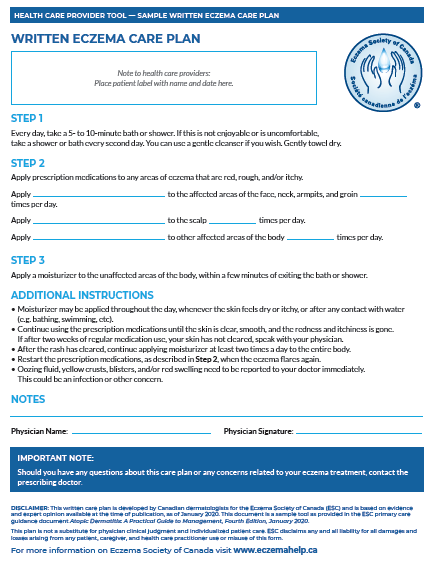 HEALTH CARE PROVIDER TOOL — SAMPLE WRITTEN ECZEMA CARE PLAN
WRITTEN ECZEMA CARE PLAN
Note to health care providers:
Place patient label with name and date here.
Eczema Society of Canada
Société canadienne de l'eczéma
®
STEP 1
Every day, take a 5- to 10-minute bath or shower. If this is not enjoyable or is uncomfortable,
take a shower or bath every second day. You can use a gentle cleanser if you wish. Gently towel dry.
STEP 2
Apply prescription medications to any areas of eczema that are red, rough, and/or itchy.
Apply ____ to the affected areas of the face, neck, armpits, and groin ____
times per day.
Apply ____ to the scalp ____ times per day.
Apply ____ to other affected areas of the body ____ times per day.
STEP 3
Apply a moisturizer to the unaffected areas of the body, within a few minutes of exiting the bath or shower.
ADDITIONAL INSTRUCTIONS
• Moisturizer may be applied throughout the day, whenever the skin feels dry or itchy, or after any contact with water
(e.g. bathing, swimming, etc).
• Continue using the prescription medications until the skin is clear, smooth, and the redness and itchiness is gone.
If after two weeks of regular medication use, your skin has not cleared, speak with your physician.
• After the rash has cleared, continue applying moisturizer at least two times a day to the entire body.
• Restart the prescription medications, as described in Step 2, when the eczema flares again.
• Oozing fluid, yellow crusts, blisters, and/or red swelling need to be reported to your doctor immediately.
This could be an infection or other concern.
NOTES
Physician Name: ____ Physician Signature: ____
IMPORTANT NOTE:
Should you have any questions about this care plan or any concerns related to your eczema treatment, contact the
prescribing doctor.
DISCLAIMER: This written care plan is developed by Canadian dermatologists for the Eczema Society of Canada (ESC) and is based on evidence
and expert opinion available at the time of publication, as of January 2020. This document is a sample tool as provided in the ESC primary care
guidance document Atopic Dermatitis: A Practical Guide to Management, Fourth Edition, January 2020.
This plan is not a substitute for physician clinical judgment and individualized patient care. ESC disclaims any and all liability for all damages and
losses arising from any patient, caregiver, and health care practitioner use or misuse of this form.
For more information on Eczema Society of Canada visit www.eczemahelp.ca